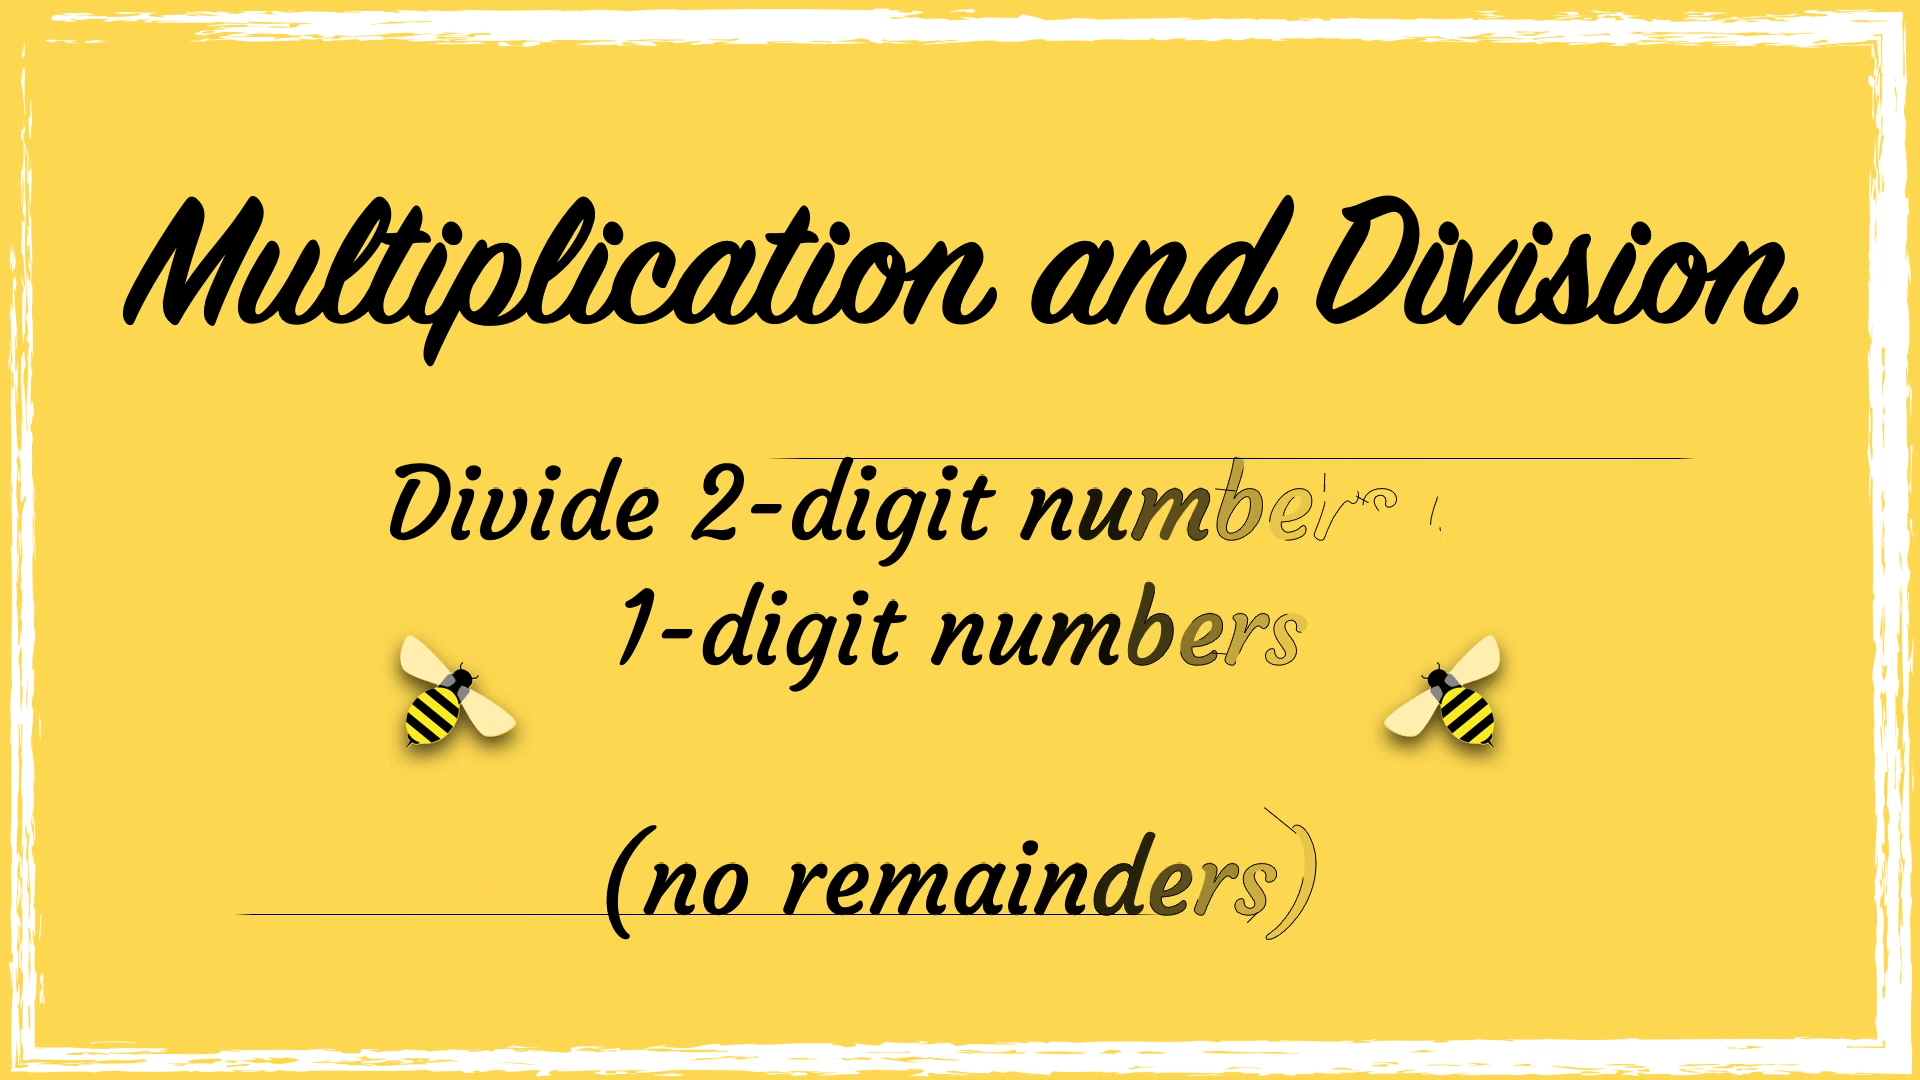 Multiplication and Division
Divide 2-digit numbers
1-digit numbers
(no remainders)